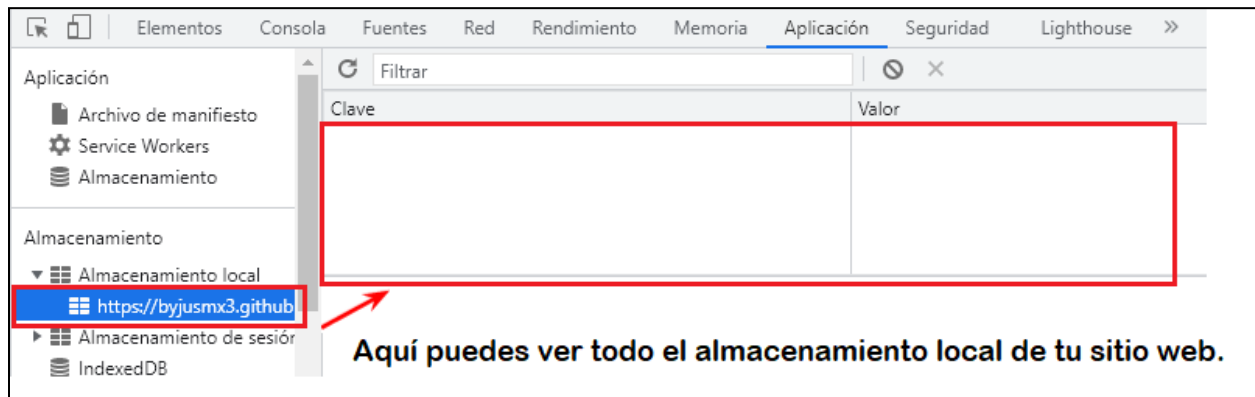 Elementos Consola Fuentes Red Rendimiento Memoria Aplicación Seguridad Lighthouse »
Aplicación
Archivo de manifiesto
Service Workers
Almacenamiento
Almacenamiento
Almacenamiento local
https://byjusmx3.github
Almacenamiento de sesión
IndexedDB
Filtrar
Clave Valor
Aquí puedes ver todo el almacenamiento local de tu sitio web.